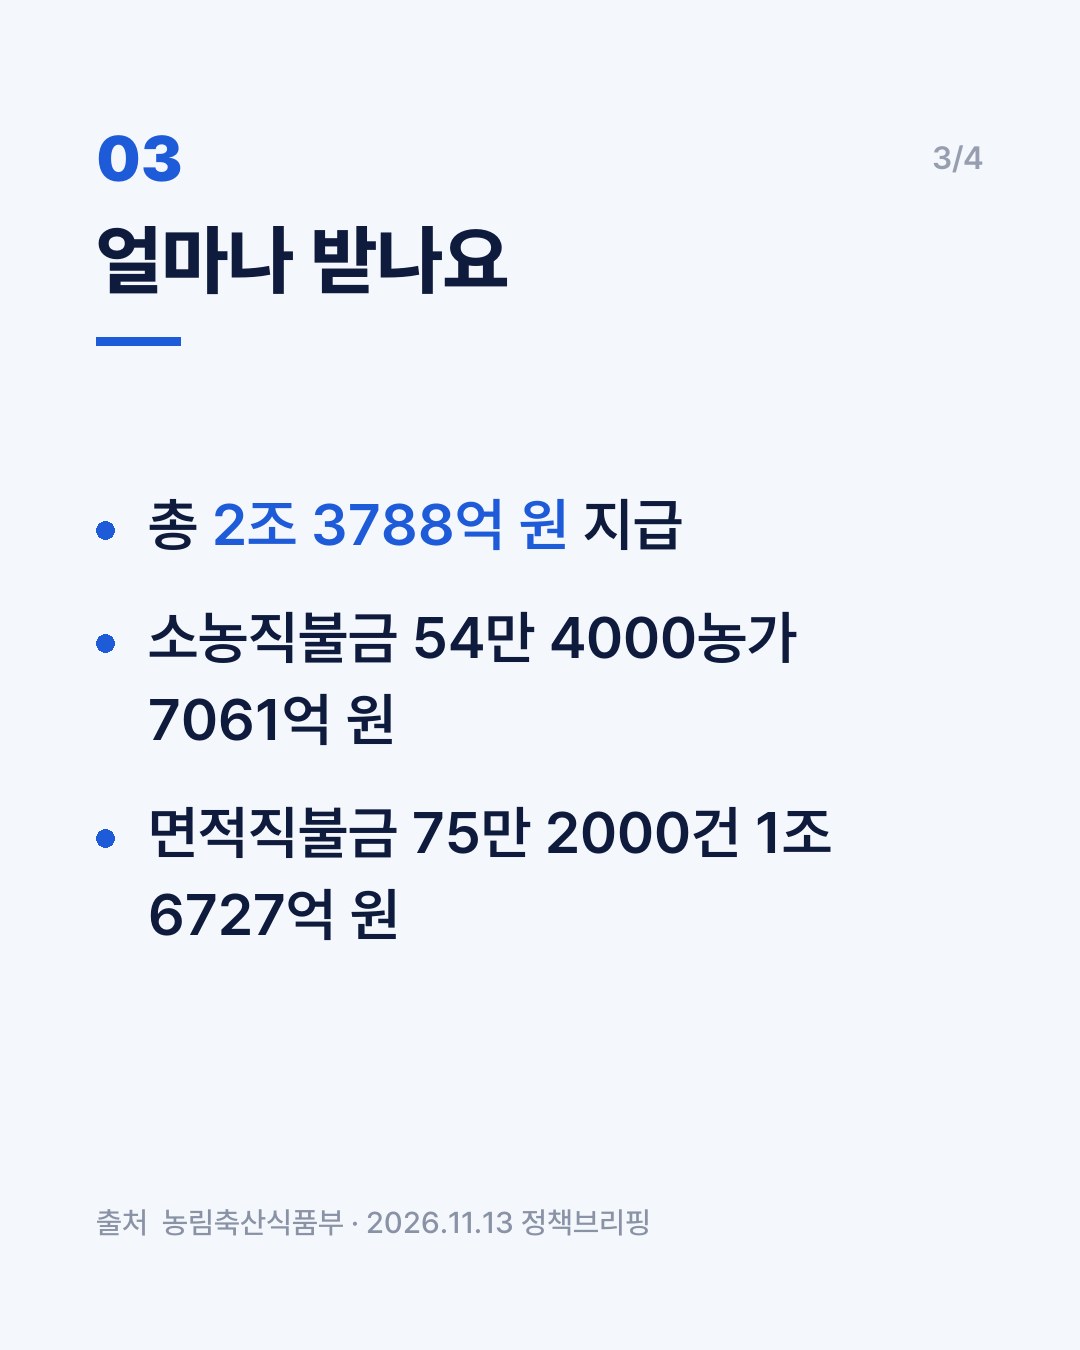 03
3/4
얼마나 받나요
총 2조 3788억 원 지급
소농직불금 54만 4000농가
7061억 원
면적직불금 75만 2000건 1조
6727억 원
출처 농림축산식품부 · 2026.11.13 정책브리핑